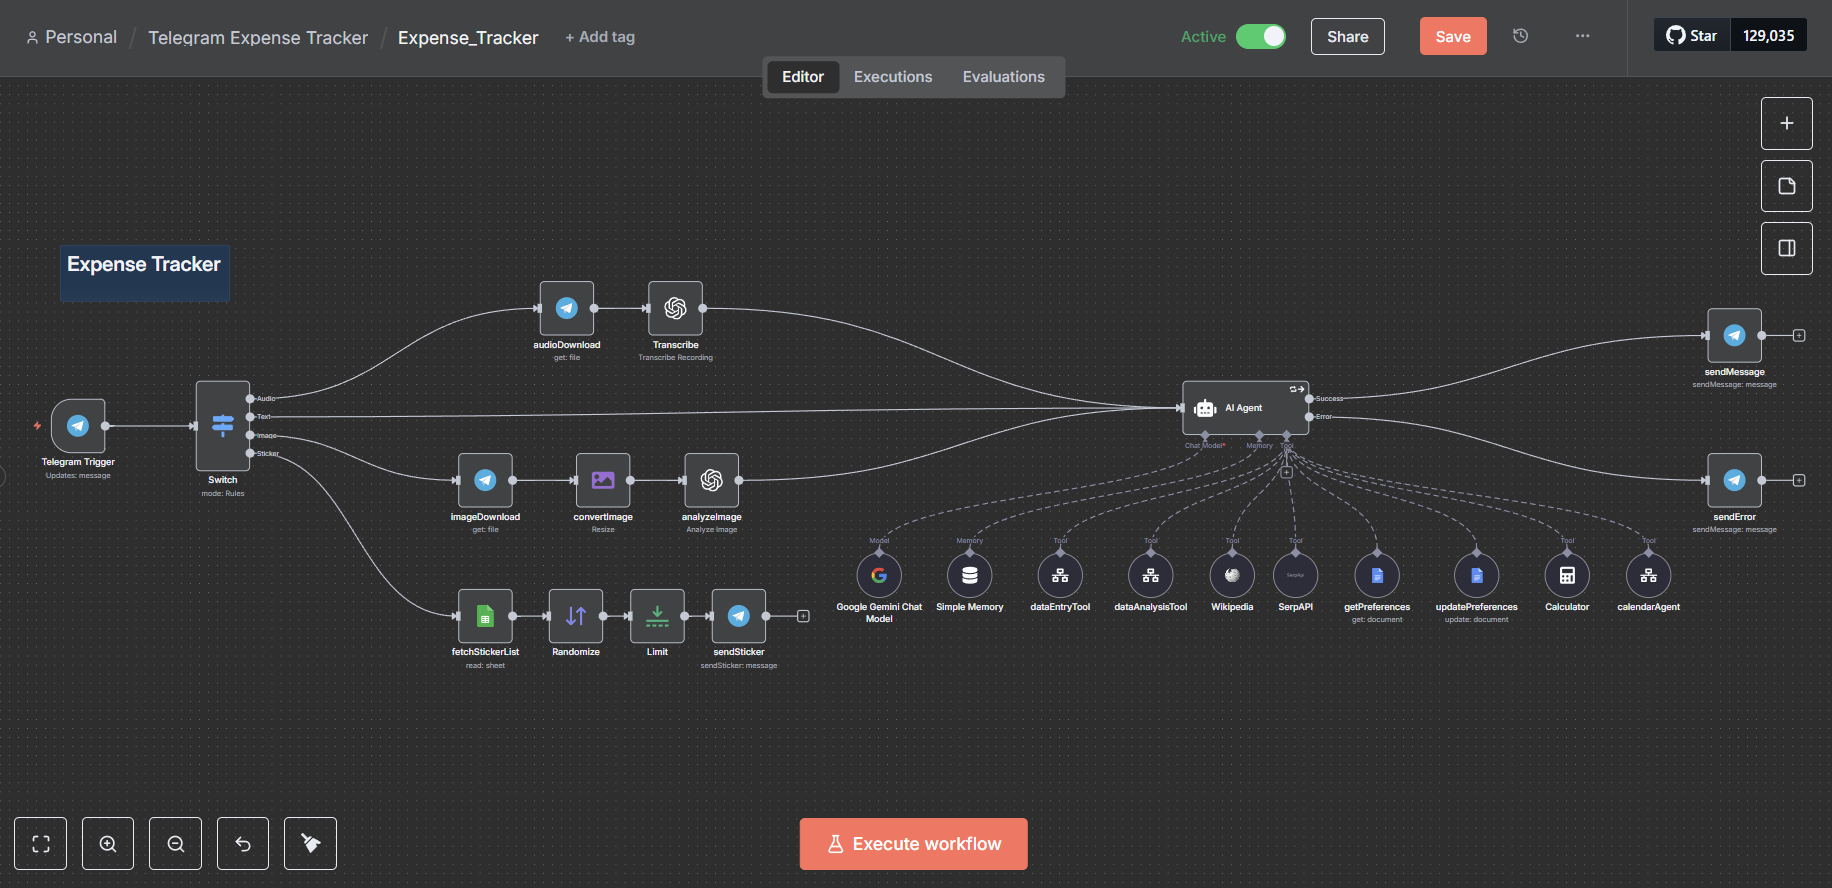 Personal / Telegram Expense Tracker / Expense_Tracker + Add tag
Active
Share
Save
Star 129,035
Editor Executions Evaluations
Expense Tracker
Telegram Trigger
Updates: message
Switch
mode: Rules
Audio
Text
Image
Sticker
audioDownload
get: file
Transcribe
Transcribe Recording
imageDownload
get: file
convertImage
Resize
analyzeImage
Analyze Image
fetchStickerList
read: sheet
Randomize
Limit
sendSticker
sendSticker: message
AI Agent
Chat Model*
Memory
Tool
Success
Error
sendMessage
sendMessage: message
sendError
sendMessage: message
Model
Google Gemini Chat
Model
Memory
Simple Memory
Tool
dataEntryTool
Tool
dataAnalysisTool
Tool
Wikipedia
Tool
SerpApi
SerpAPI
getPreferences
get: document
updatePreferences
update: document
Tool
Calculator
Tool
calendarAgent
Execute workflow